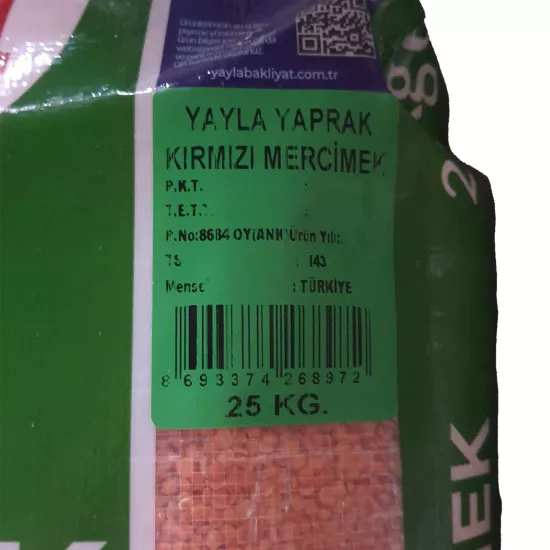 yaylabakliyat.com.tr
YAYLA YAPRAK
KIRMIZI MERCİMEK
P.K.T. :
T.E.T.T. :
P.No:8684 OY(ANK) Ürün Yılı:
TS : 143
Menşe : TÜRKİYE
8 693374 268972
25 KG.